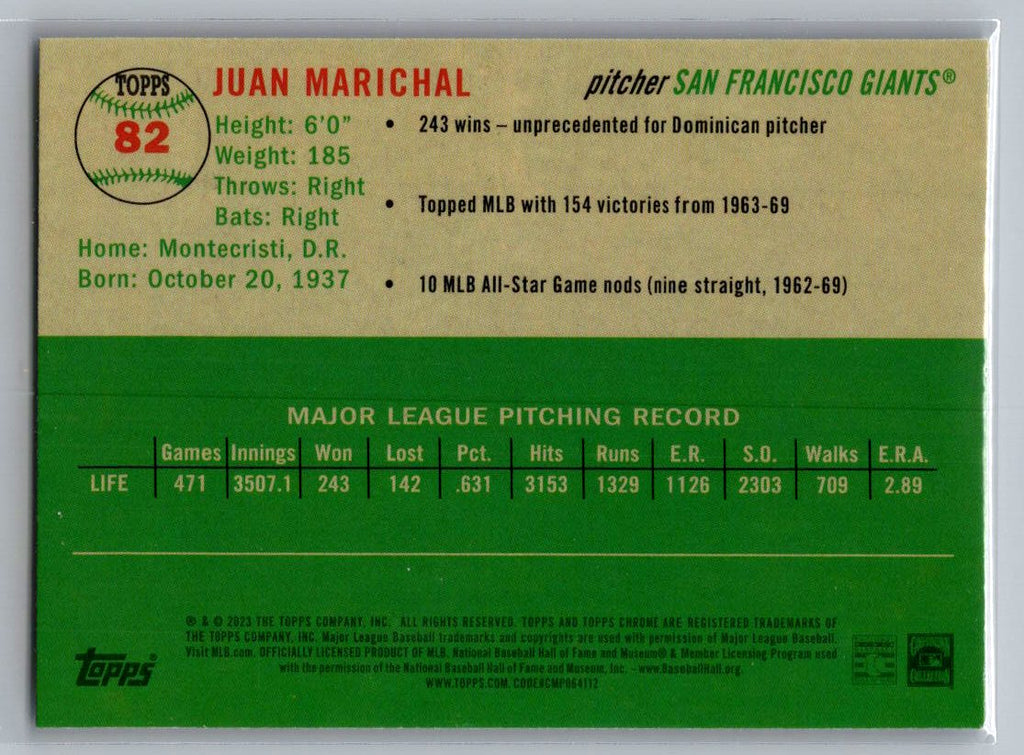 TOPPS
82
JUAN MARICHAL
pitcher SAN FRANCISCO GIANTS®
Height: 6'0"
Weight: 185
Throws: Right
Bats: Right
Home: Montecristi, D.R.
Born: October 20, 1937
• 243 wins – unprecedented for Dominican pitcher
• Topped MLB with 154 victories from 1963-69
• 10 MLB All-Star Game nods (nine straight, 1962-69)
MAJOR LEAGUE PITCHING RECORD
Games Innings Won Lost Pct. Hits Runs E.R. S.O. Walks E.R.A.
LIFE 471 3507.1 243 142 .631 3153 1329 1126 2303 709 2.89
® & © 2023 THE TOPPS COMPANY, INC. ALL RIGHTS RESERVED. TOPPS AND TOPPS CHROME ARE REGISTERED TRADEMARKS OF
THE TOPPS COMPANY, INC. Major League Baseball trademarks and copyrights are used with permission of Major League Baseball.
Visit MLB.com. OFFICIALLY LICENSED PRODUCT OF MLB. National Baseball Hall of Fame and Museum® & Member Licensing Program used
with the permission of the National Baseball Hall of Fame and Museum, Inc. – www.BaseballHall.org.
WWW.TOPPS.COM. CODE#CMP064112
Topps®